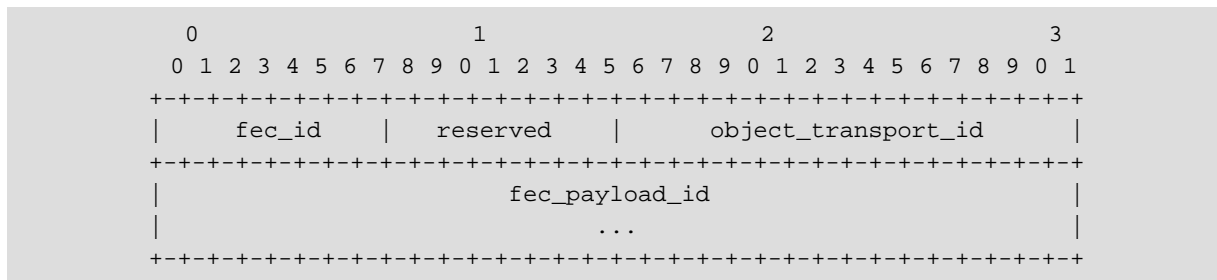 0                   1                   2                   3
0 1 2 3 4 5 6 7 8 9 0 1 2 3 4 5 6 7 8 9 0 1 2 3 4 5 6 7 8 9 0 1
+-+-+-+-+-+-+-+-+-+-+-+-+-+-+-+-+-+-+-+-+-+-+-+-+-+-+-+-+-+-+-+-+
|     fec_id    |   reserved    |      object_transport_id      |
+-+-+-+-+-+-+-+-+-+-+-+-+-+-+-+-+-+-+-+-+-+-+-+-+-+-+-+-+-+-+-+-+
|                        fec_payload_id                         |
|                              ...                              |
+-+-+-+-+-+-+-+-+-+-+-+-+-+-+-+-+-+-+-+-+-+-+-+-+-+-+-+-+-+-+-+-+